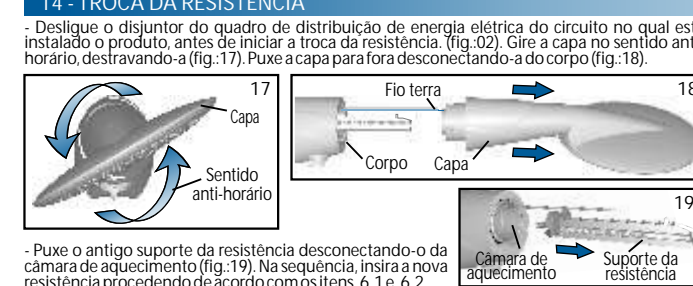 14 - TROCA DA RESISTÊNCIA
- Desligue o disjuntor do quadro de distribuição de energia elétrica do circuito no qual
instalado o produto, antes de iniciar a troca da resistência. (fig.:02). Gire a capa no sentido
horário, destravando-a (fig.:17). Puxe a capa para fora desconectando-a do corpo (fig.:18).
17
Capa
Sentido
anti-horário
18
Fio terra
Corpo
Capa
19
Câmara de
aquecimento
Suporte da
resistência
- Puxe o antigo suporte da resistência desconectando-o da
câmara de aquecimento (fig.:19). Na sequência, insira a nova
resistência procedendo de acordo com os itens 6.1 e 6.2